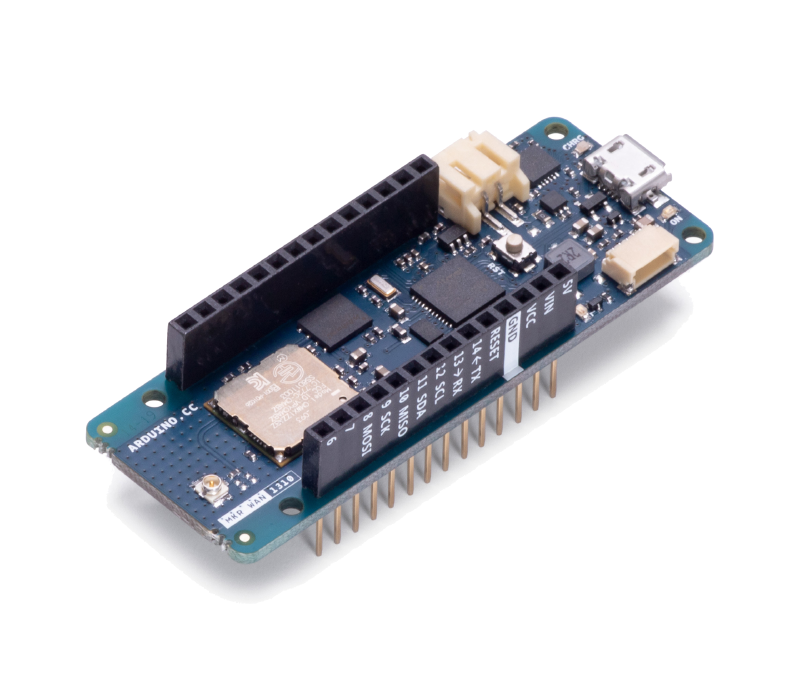 CHRG
ON
RST
5V
VIN
VCC
GND
RESET
14←TX
13→RX
12 SCL
11 SDA
10 MISO
9 SCK
8 MOSI
7
6
ARDUINO.CC
MKR WAN 1310